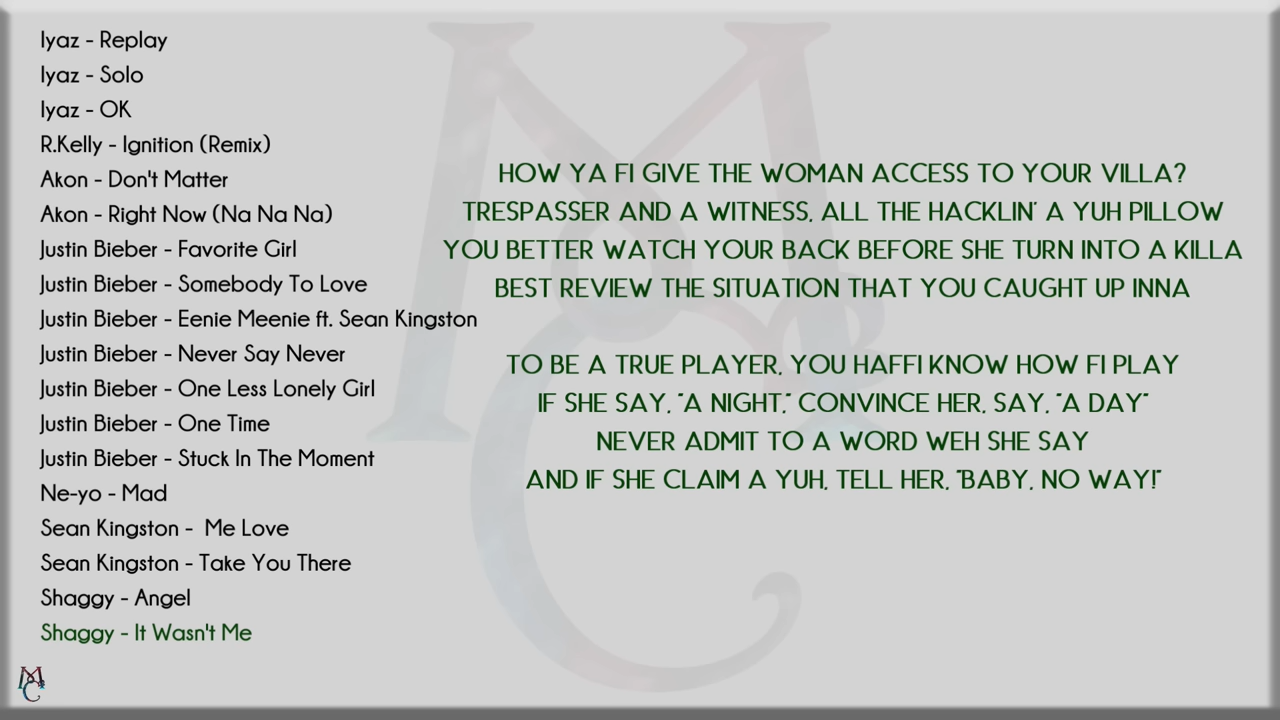 Iyaz - Replay
Iyaz - Solo
Iyaz - OK
R.Kelly - Ignition (Remix)
Akon - Don't Matter
Akon - Right Now (Na Na Na)
Justin Bieber - Favorite Girl
Justin Bieber - Somebody To Love
Justin Bieber - Eenie Meenie ft. Sean Kingston
Justin Bieber - Never Say Never
Justin Bieber - One Less Lonely Girl
Justin Bieber - One Time
Justin Bieber - Stuck In The Moment
Ne-yo - Mad
Sean Kingston -  Me Love
Sean Kingston - Take You There
Shaggy - Angel
Shaggy - It Wasn't Me
HOW YA FI GIVE THE WOMAN ACCESS TO YOUR VILLA?
TRESPASSER AND A WITNESS, ALL THE HACKLIN' A YUH PILLOW
YOU BETTER WATCH YOUR BACK BEFORE SHE TURN INTO A KILLA
BEST REVIEW THE SITUATION THAT YOU CAUGHT UP INNA
TO BE A TRUE PLAYER, YOU HAFFI KNOW HOW FI PLAY
IF SHE SAY, "A NIGHT," CONVINCE HER, SAY, "A DAY"
NEVER ADMIT TO A WORD WEH SHE SAY
AND IF SHE CLAIM A YUH, TELL HER, "BABY, NO WAY!"